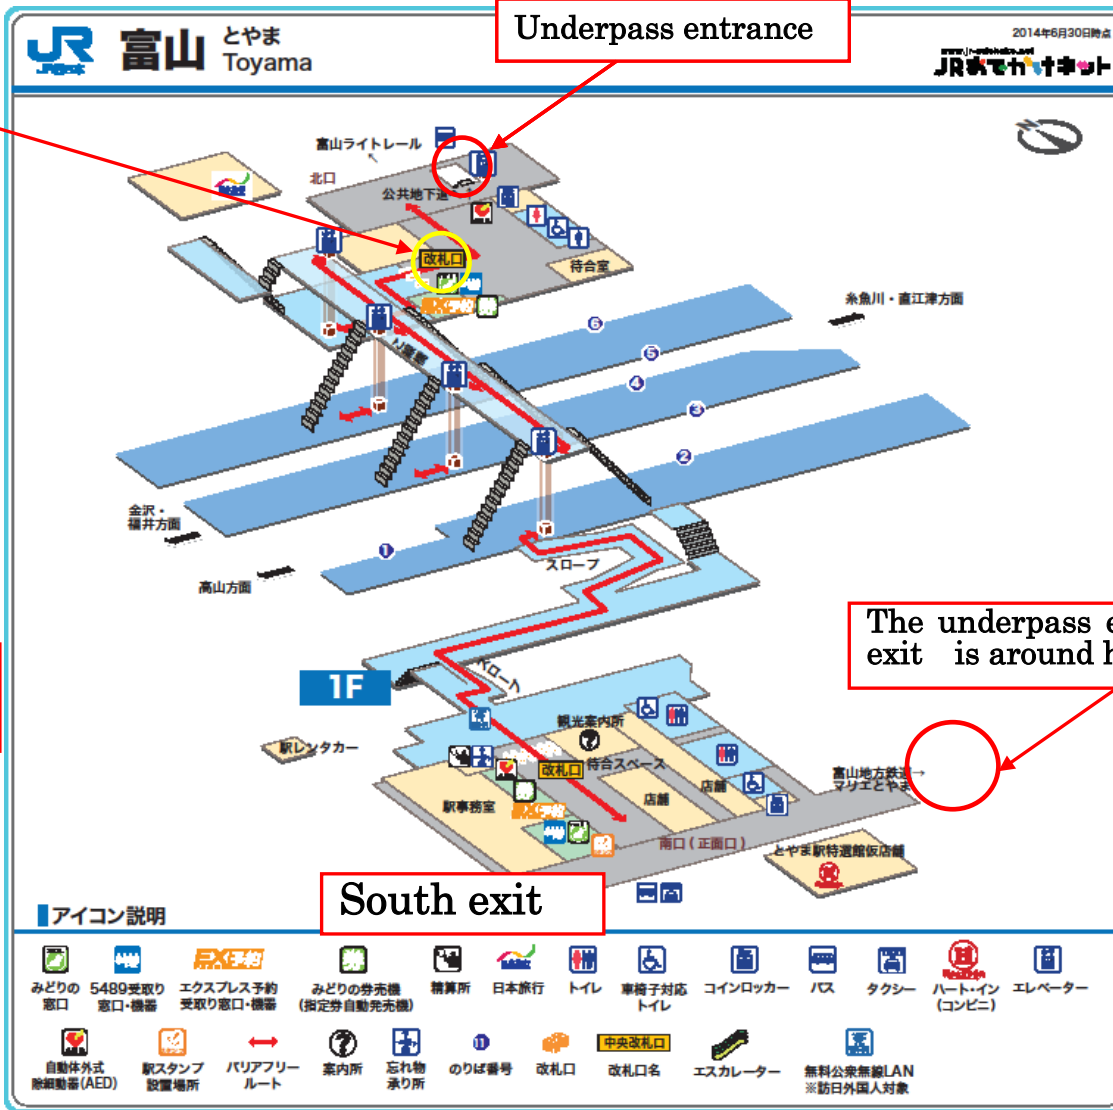 Underpass entrance
JR
JR西日本
富山
とやま
Toyama
2014年6月30日時点
www.jr-odekake.net
JRおでかけネット
富山ライトレール
北口
公共地下道
改札口
待合室
e5489
EX予約
糸魚川・直江津方面
6
5
4
3
2
1
金沢・
福井方面
高山方面
スロープ
The underpass e
exit is around h
1F
スロープ
観光案内所
駅レンタカー
改札口
待合スペース
駅事務室
店舗
店舗
富山地方鉄道→
マリエとやま
EX予約
南口(正面口)
とやま駅特選館仮店舗
South exit
アイコン説明
みどりの
窓口
5489受取り
窓口・機器
EX予約
エクスプレス予約
受取り窓口・機器
みどりの券売機
(指定券自動発売機)
精算所
日本旅行
トイレ
車椅子対応
トイレ
コインロッカー
バス
タクシー
ハート・イン
(コンビニ)
エレベーター
自動体外式
除細動器(AED)
駅スタンプ
設置場所
バリアフリー
ルート
案内所
忘れ物
承り所
11
のりば番号
改札口
中央改札口
改札口名
エスカレーター
無料公衆無線LAN
※訪日外国人対象